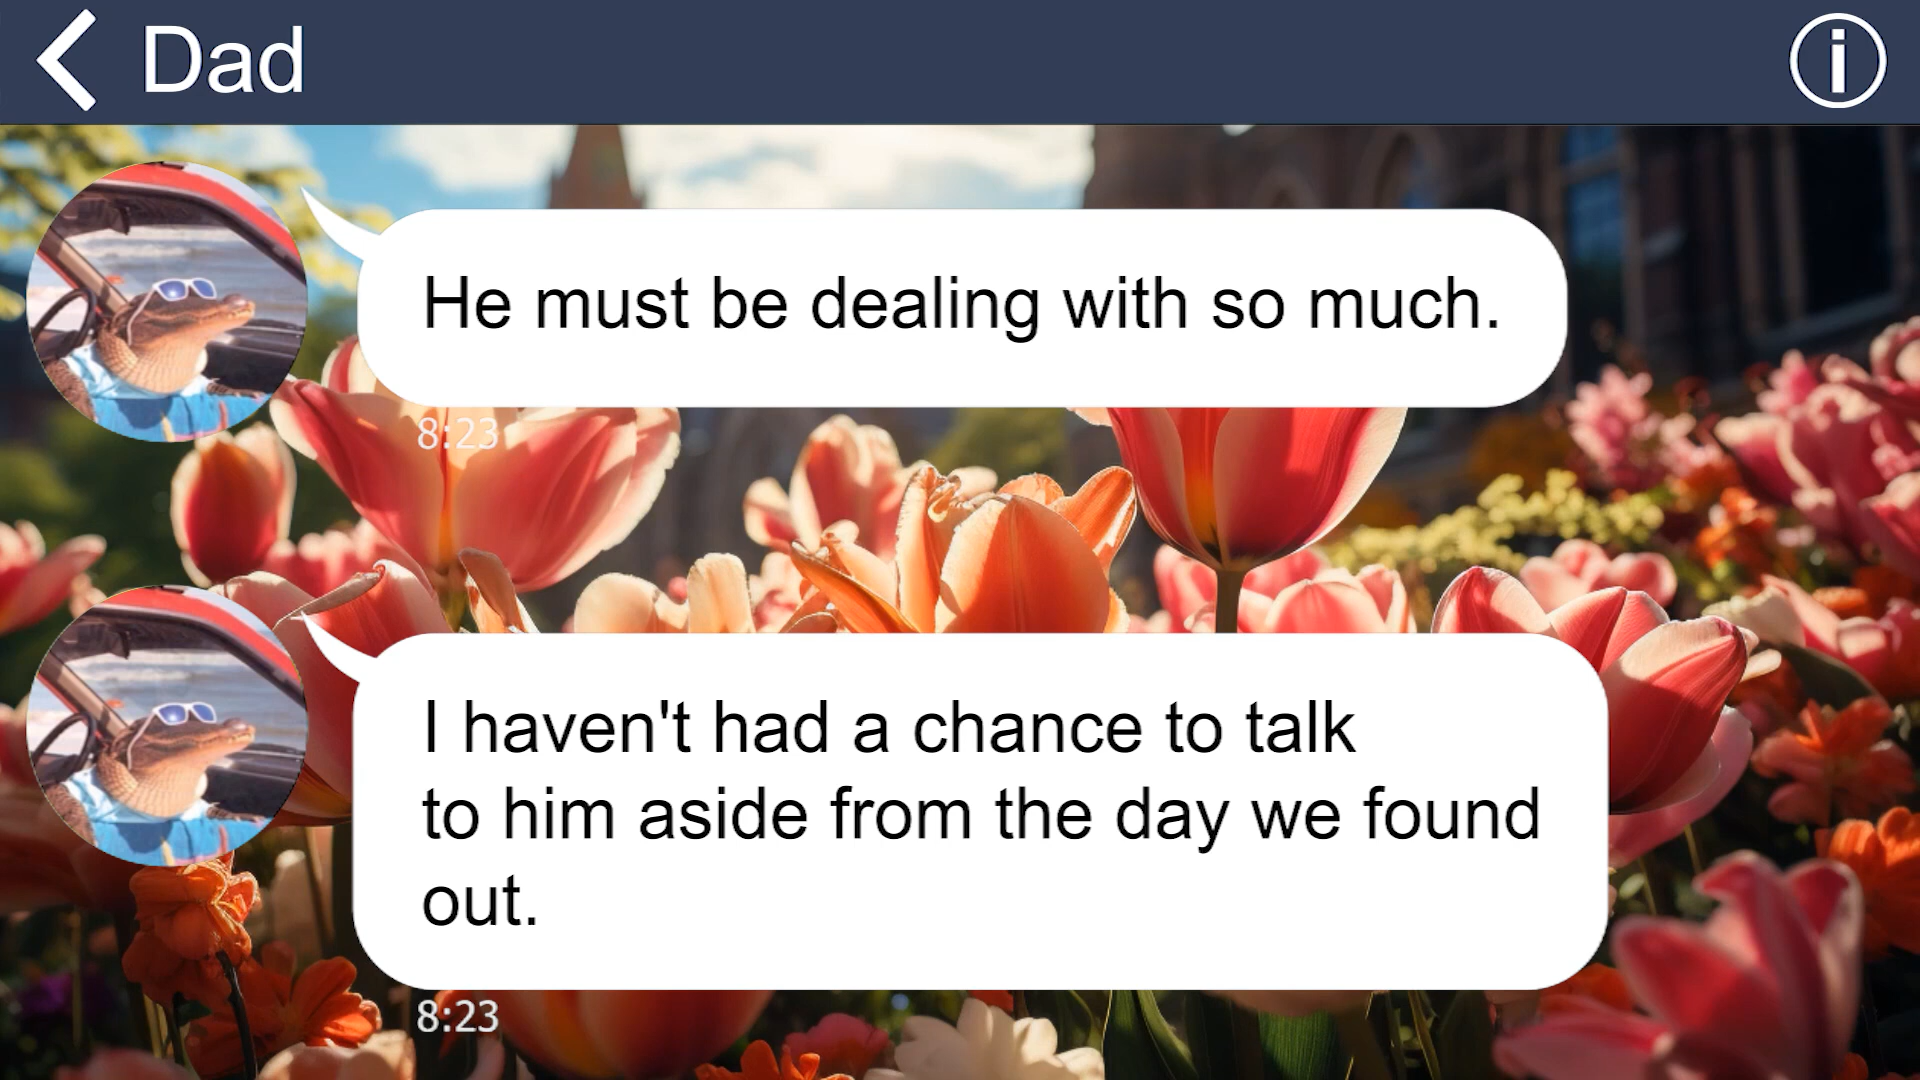 Dad
He must be dealing with so much.
8:23
I haven't had a chance to talk
to him aside from the day we found
out.
8:23